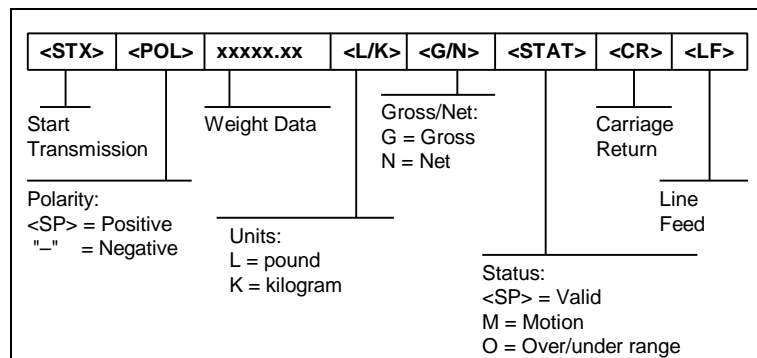 <STX> <POL> xxxxx.xx <L/K> <G/N> <STAT> <CR> <LF>
Start
Transmission
Polarity:
<SP> = Positive
"–" = Negative
Weight Data
Units:
L = pound
K = kilogram
Gross/Net:
G = Gross
N = Net
Status:
<SP> = Valid
M = Motion
O = Over/under range
Carriage
Return
Line
Feed